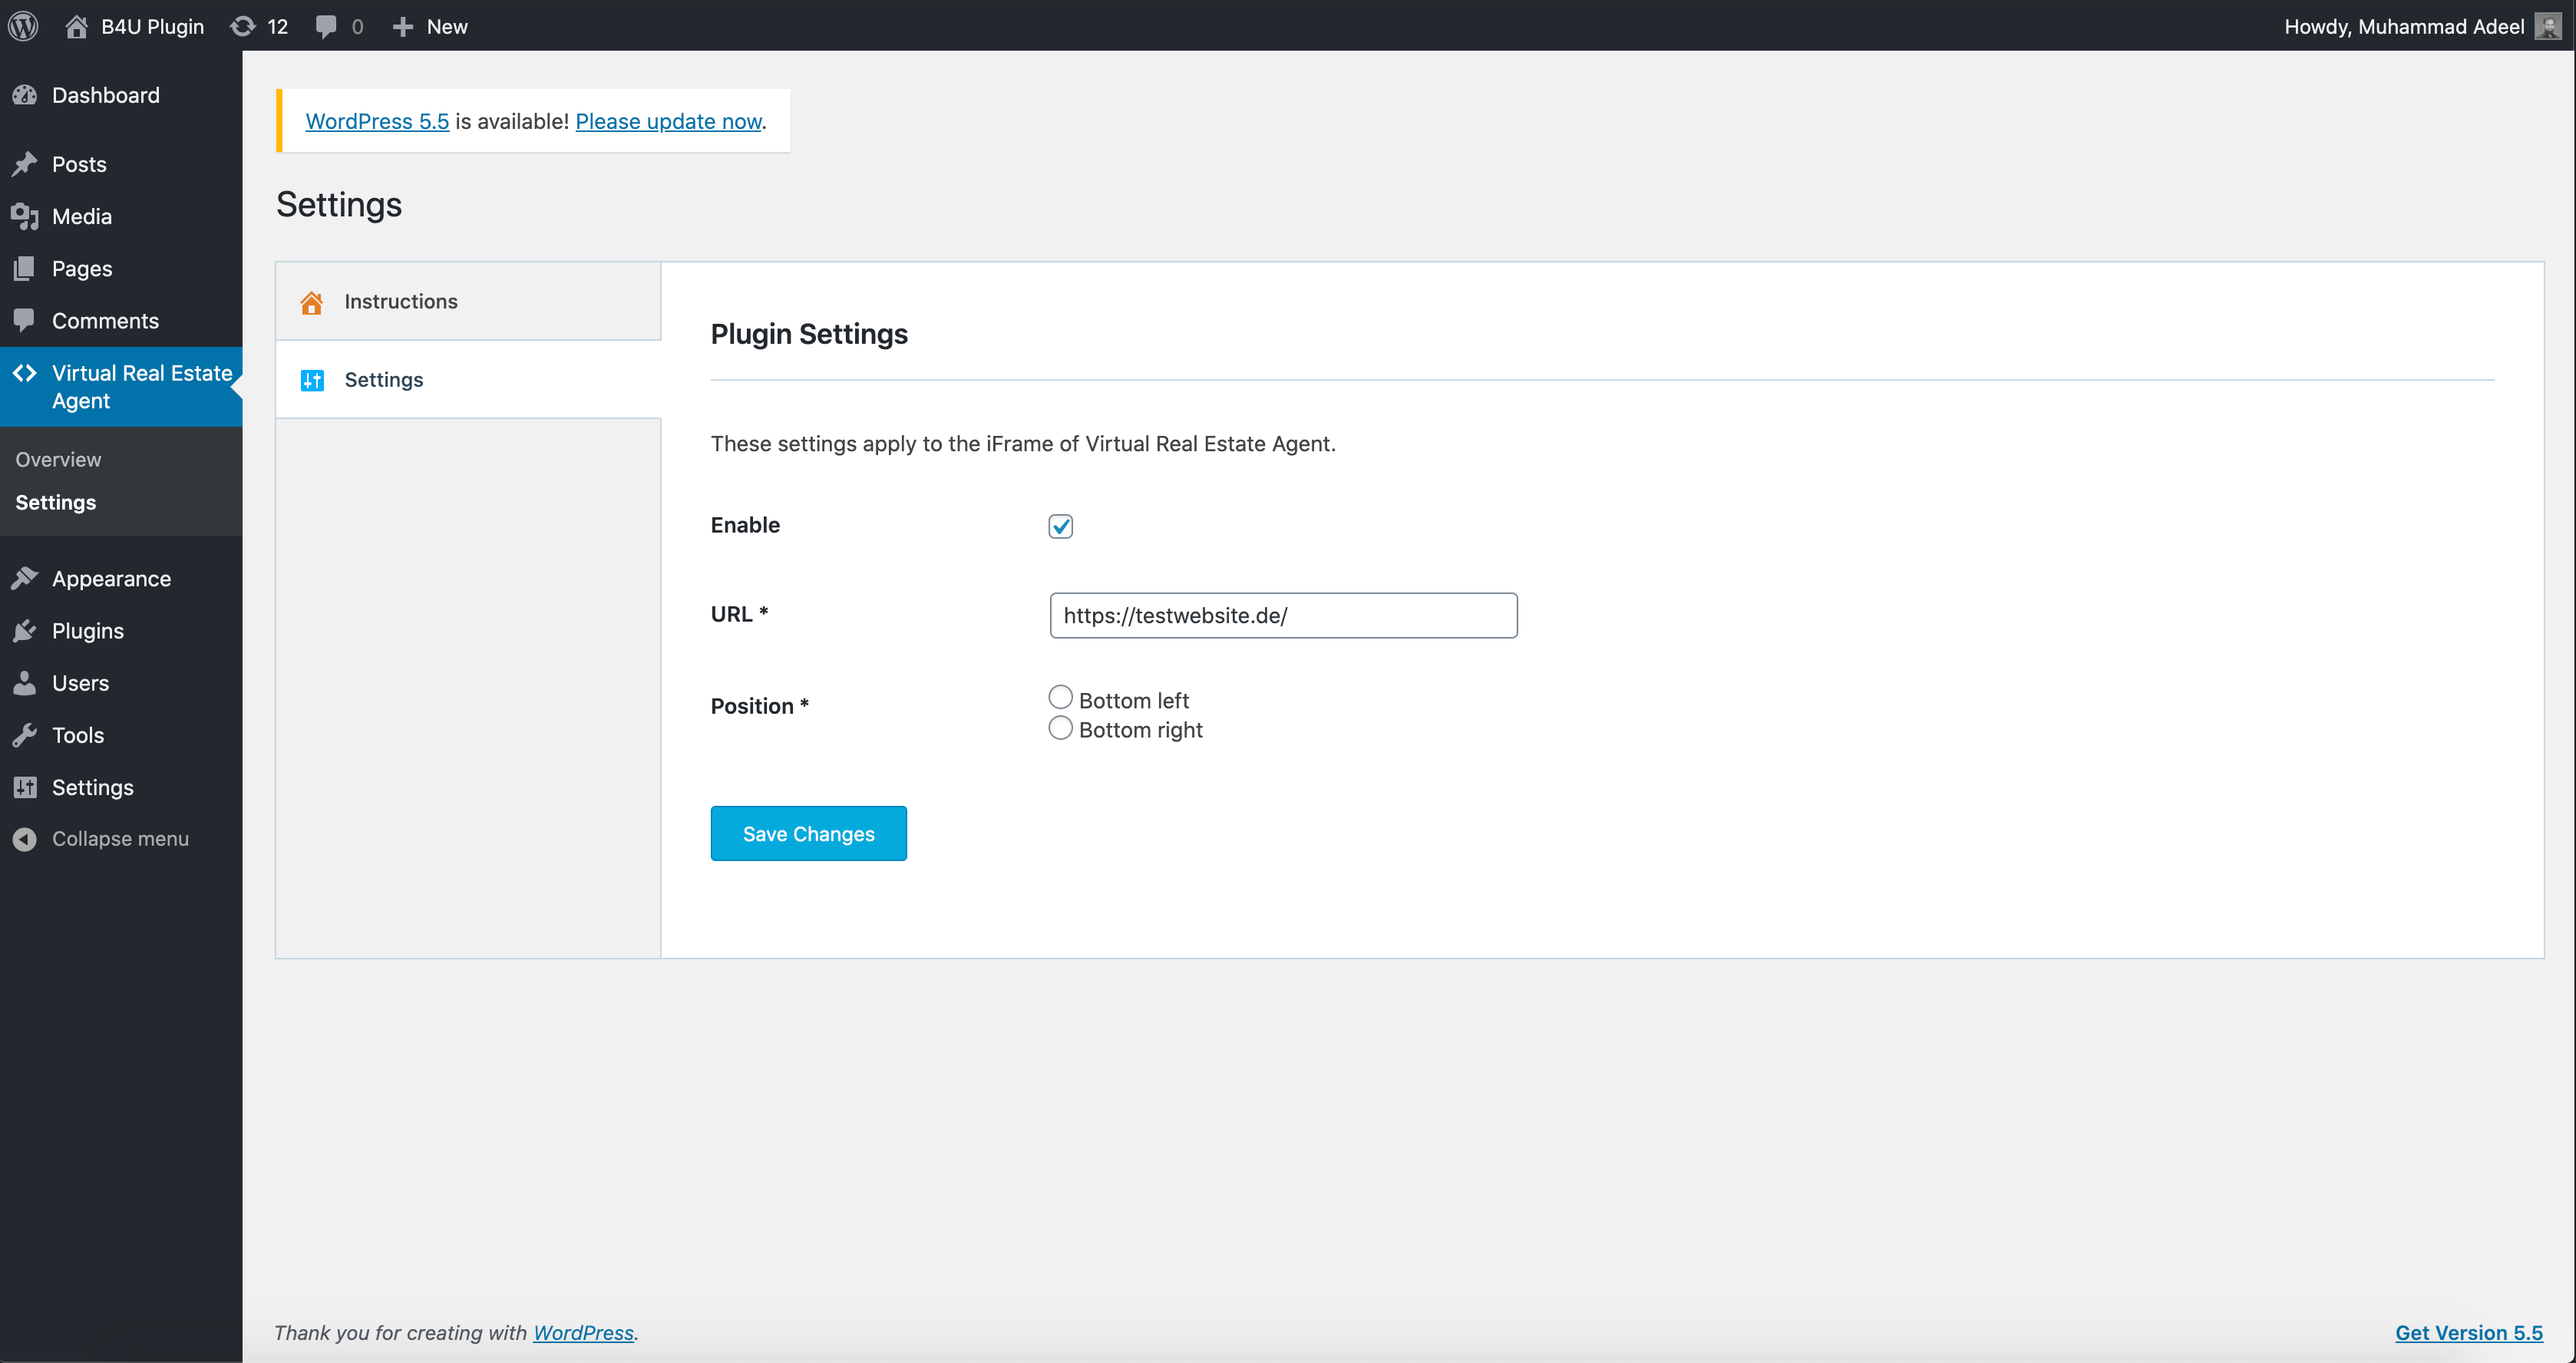 B4U Plugin 12 0 New
Howdy, Muhammad Adeel
Dashboard
Posts
Media
Pages
Comments
Virtual Real Estate
Agent
Overview
Settings
Appearance
Plugins
Users
Tools
Settings
Collapse menu
WordPress 5.5 is available! Please update now.
Settings
Instructions
Settings
Plugin Settings
These settings apply to the iFrame of Virtual Real Estate Agent.
Enable
URL * https://testwebsite.de/
Position * Bottom left
Bottom right
Save Changes
Thank you for creating with WordPress.
Get Version 5.5